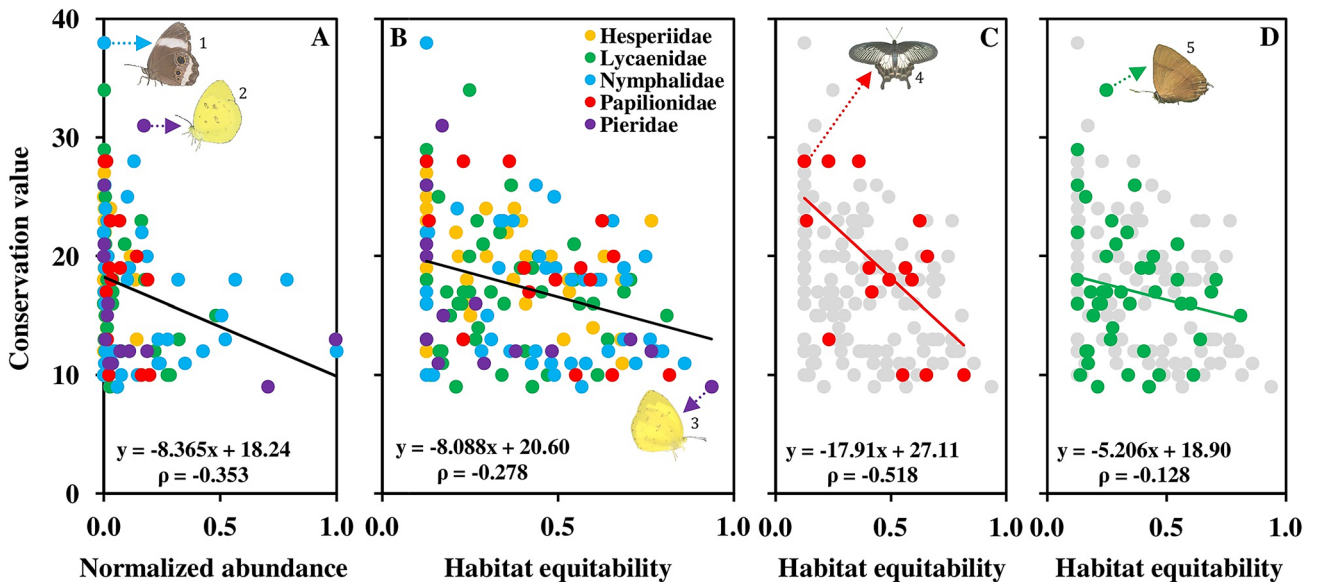 Conservation value
40
30
20
10
0
A
1
2
y = -8.365x + 18.24
ρ = -0.353
0.0 0.5 1.0
Normalized abundance
B
Hesperiidae
Lycaenidae
Nymphalidae
Papilionidae
Pieridae
3
y = -8.088x + 20.60
ρ = -0.278
0.0 0.5 1.0
Habitat equitability
C
4
y = -17.91x + 27.11
ρ = -0.518
0.0 0.5 1.0
Habitat equitability
D
5
y = -5.206x + 18.90
ρ = -0.128
0.0 0.5 1.0
Habitat equitability